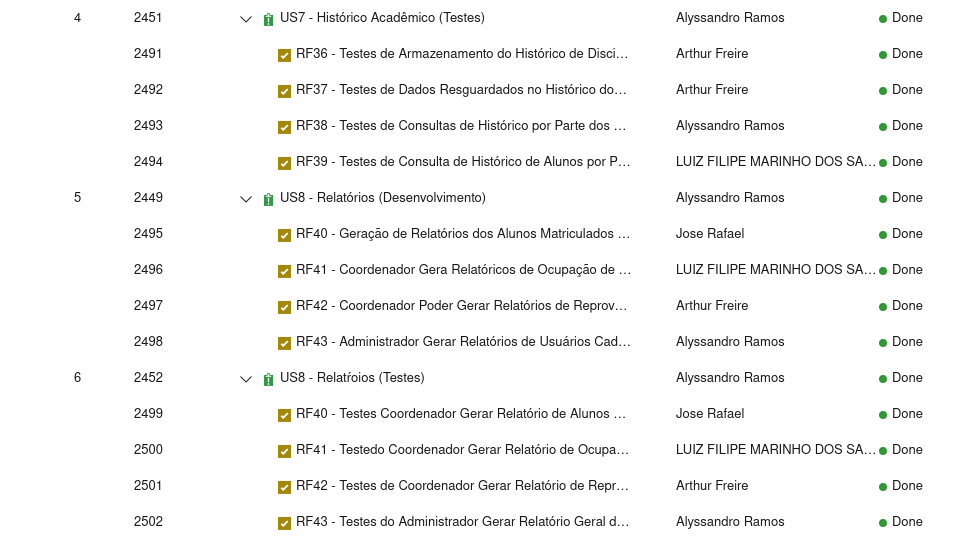 4 2451 US7 - Histórico Acadêmico (Testes) Alyssandro Ramos Done
2491 RF36 - Testes de Armazenamento do Histórico de Disci… Arthur Freire Done
2492 RF37 - Testes de Dados Resguardados no Histórico do… Arthur Freire Done
2493 RF38 - Testes de Consultas de Histórico por Parte dos … Alyssandro Ramos Done
2494 RF39 - Testes de Consulta de Histórico de Alunos por P… LUIZ FILIPE MARINHO DOS SA… Done
5 2449 US8 - Relatórios (Desenvolvimento) Alyssandro Ramos Done
2495 RF40 - Geração de Relatórios dos Alunos Matriculados … Jose Rafael Done
2496 RF41 - Coordenador Gera Relatóricos de Ocupação de … LUIZ FILIPE MARINHO DOS SA… Done
2497 RF42 - Coordenador Poder Gerar Relatórios de Reprov… Arthur Freire Done
2498 RF43 - Administrador Gerar Relatórios de Usuários Cad… Alyssandro Ramos Done
6 2452 US8 - Relatŕoios (Testes) Alyssandro Ramos Done
2499 RF40 - Testes Coordenador Gerar Relatório de Alunos … Jose Rafael Done
2500 RF41 - Testedo Coordenador Gerar Relatório de Ocupa… LUIZ FILIPE MARINHO DOS SA… Done
2501 RF42 - Testes de Coordenador Gerar Relatório de Repr… Arthur Freire Done
2502 RF43 - Testes do Administrador Gerar Relatório Geral d… Alyssandro Ramos Done